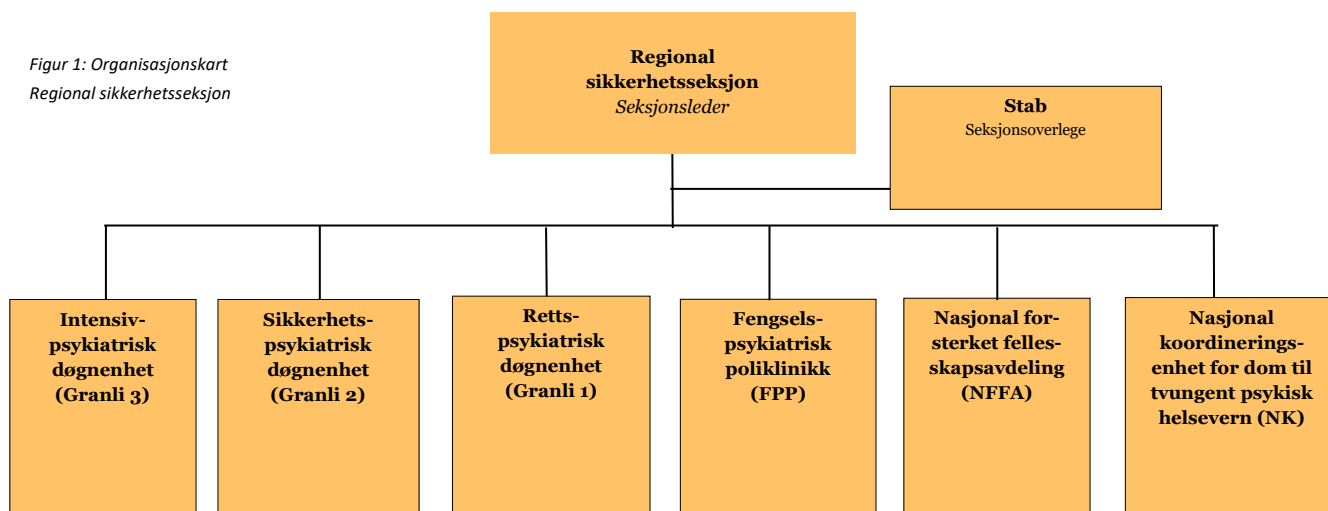 Figur 1: Organisasjonskart
Regional sikkerhetsseksjon
Regional
sikkerhetsseksjon
Seksjonsleder
Stab
Seksjonsoverlege
Intensiv-
psykiatrisk
døgnenhet
(Granli 3)
Sikkerhets-
psykiatrisk
døgnenhet
(Granli 2)
Retts-
psykiatrisk
døgnenhet
(Granli 1)
Fengsels-
psykiatrisk
poliklinikk
(FPP)
Nasjonal for-
sterket felles-
skapsavdeling
(NFFA)
Nasjonal
koordinerings-
enhet for dom til
tvungent psykisk
helsevern (NK)